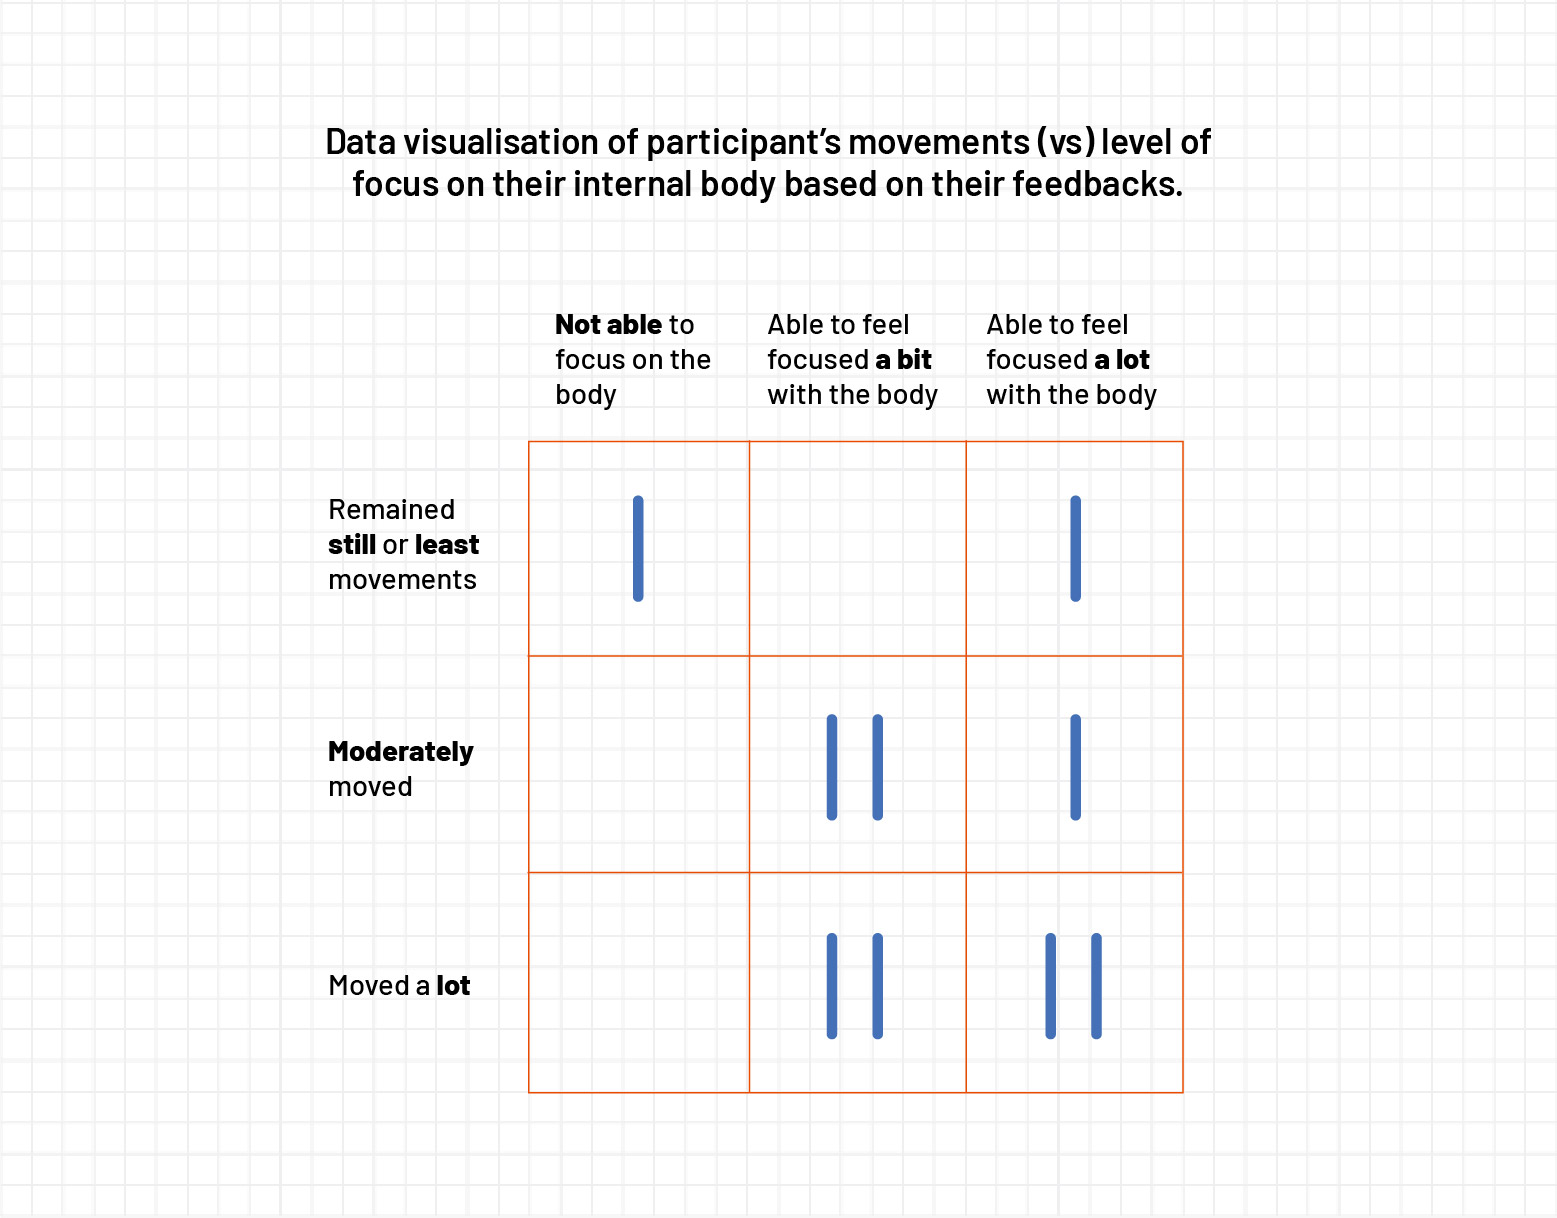 Data visualisation of participant’s movements (vs) level of
focus on their internal body based on their feedbacks.
Not able to
focus on the
body
Able to feel
focused a bit
with the body
Able to feel
focused a lot
with the body
Remained
still or least
movements
Moderately
moved
Moved a lot